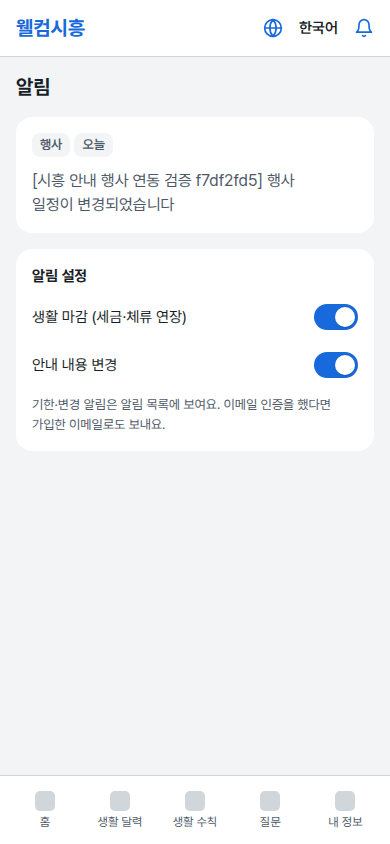 웰컴시흥
한국어
알림
행사 오늘
[시흥 안내 행사 연동 검증 f7df2fd5] 행사
일정이 변경되었습니다
알림 설정
생활 마감 (세금·체류 연장)
안내 내용 변경
기한·변경 알림은 알림 목록에 보여요. 이메일 인증을 했다면
가입한 이메일로도 보내요.
홈 생활 달력 생활 수칙 질문 내 정보